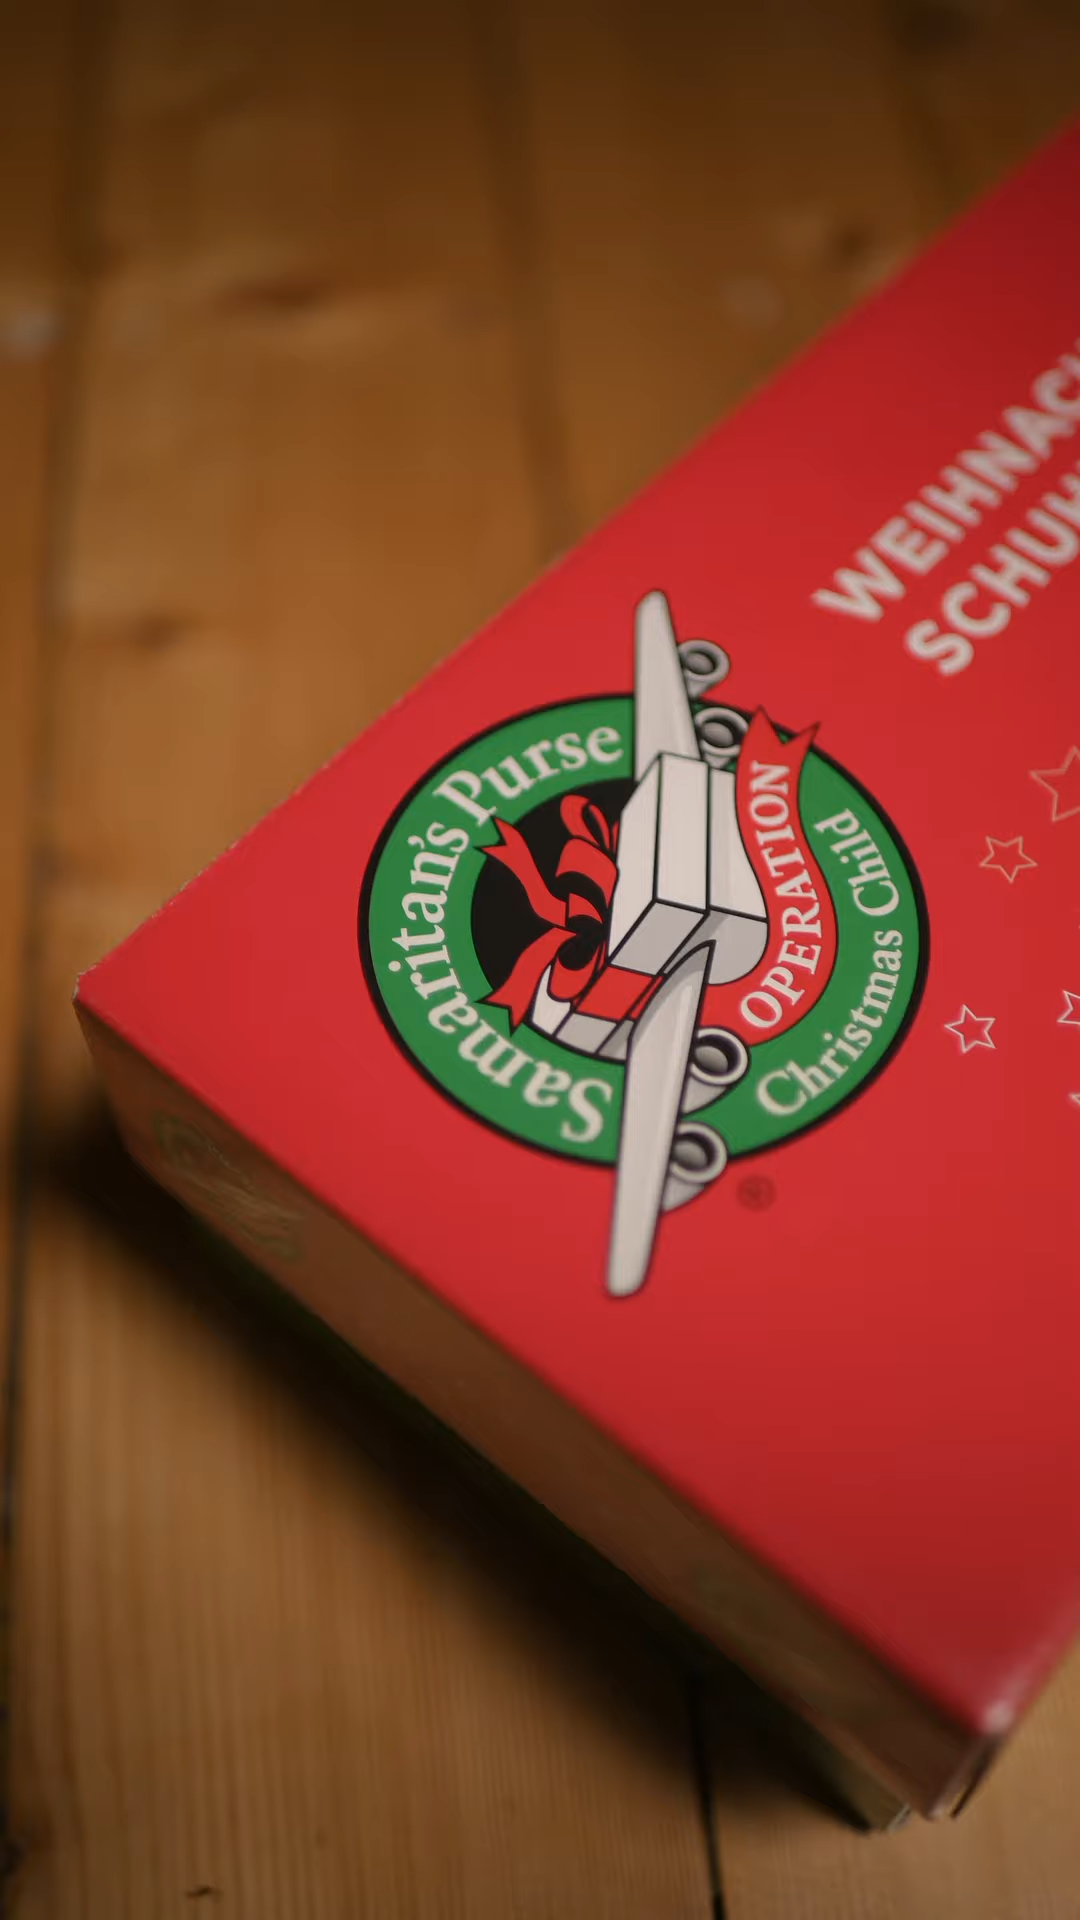 Samaritan's Purse
OPERATION
Christmas Child
®
WEIHNACH
SCHUH